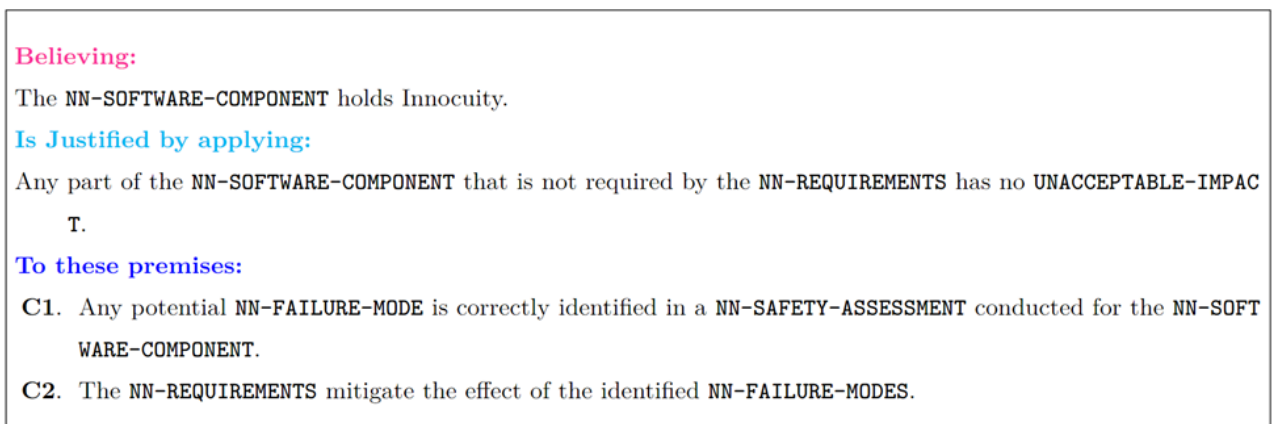 Believing:
The NN-SOFTWARE-COMPONENT holds Innocuity.
Is Justified by applying:
Any part of the NN-SOFTWARE-COMPONENT that is not required by the NN-REQUIREMENTS has no UNACCEPTABLE-IMPAC
T.
To these premises:
C1. Any potential NN-FAILURE-MODE is correctly identified in a NN-SAFETY-ASSESSMENT conducted for the NN-SOFT
WARE-COMPONENT.
C2. The NN-REQUIREMENTS mitigate the effect of the identified NN-FAILURE-MODES.